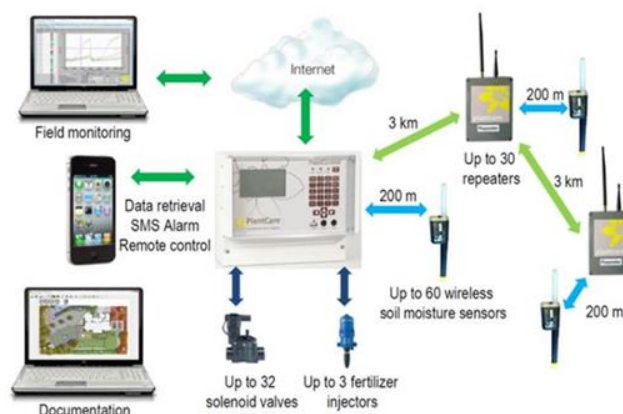 Internet
Field monitoring
3 km
200 m
Up to 30
repeaters
3 km
Data retrieval
SMS Alarm
Remote control
PlantCare
200 m
Up to 60 wireless
soil moisture sensors
200 m
Up to 32
solenoid valves
Up to 3 fertilizer
injectors
Documentation